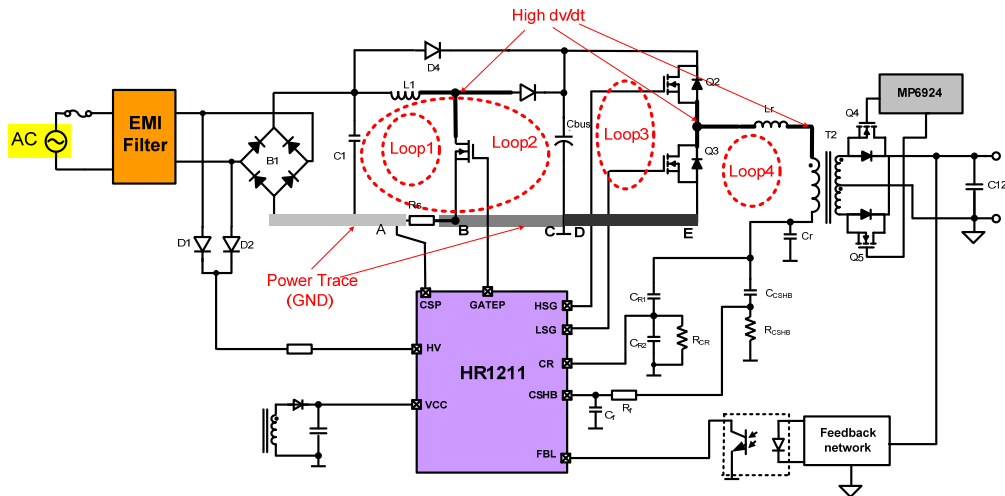 High dv/dt
D4
L1
Q2
Cbus
Loop3
Lr
Q4
MP6924
AC
EMI
Filter
B1
C1
Loop1
Loop2
Q3
Loop4
T2
C12
Rs
A
B
C
D
E
Cr
Q5
D1
D2
Power Trace
(GND)
CSP
GATEP
HSG
LSG
CR
CSHB
FBL
HV
VCC
HR1211
CR1
CR2
RCR
CCSHB
RCSHB
Cf
Rf
Feedback
network